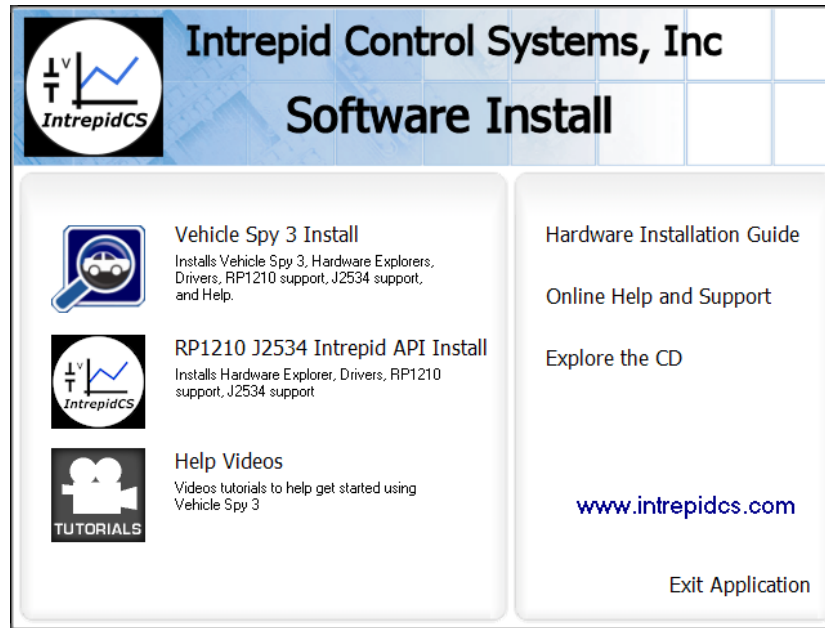 Intrepid Control Systems, Inc
Software Install
V
IntrepidCS
Vehicle Spy 3 Install
Installs Vehicle Spy 3, Hardware Explorers,
Drivers, RP1210 support, J2534 support,
and Help.
RP1210 J2534 Intrepid API Install
Installs Hardware Explorer, Drivers, RP1210
support, J2534 support
V
IntrepidCS
Help Videos
Videos tutorials to help get started using
Vehicle Spy 3
TUTORIALS
Hardware Installation Guide
Online Help and Support
Explore the CD
www.intrepidcs.com
Exit Application